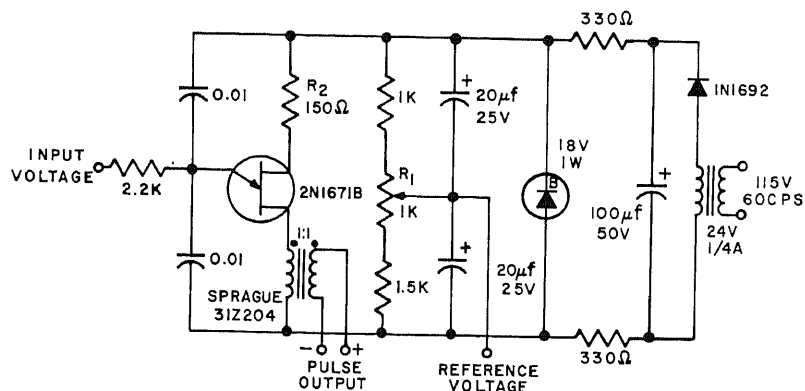 330Ω
0.01
R2
150Ω
1K
+
20μf
25V
1N1692
INPUT
VOLTAGE
2.2K
2N1671B
R1
1K
18V
1W
B
+
100μf
50V
115V
60CPS
24V
1/4A
0.01
1:1
SPRAGUE
31Z204
1.5K
+
20μf
25V
- +
PULSE
OUTPUT
REFERENCE
VOLTAGE
330Ω